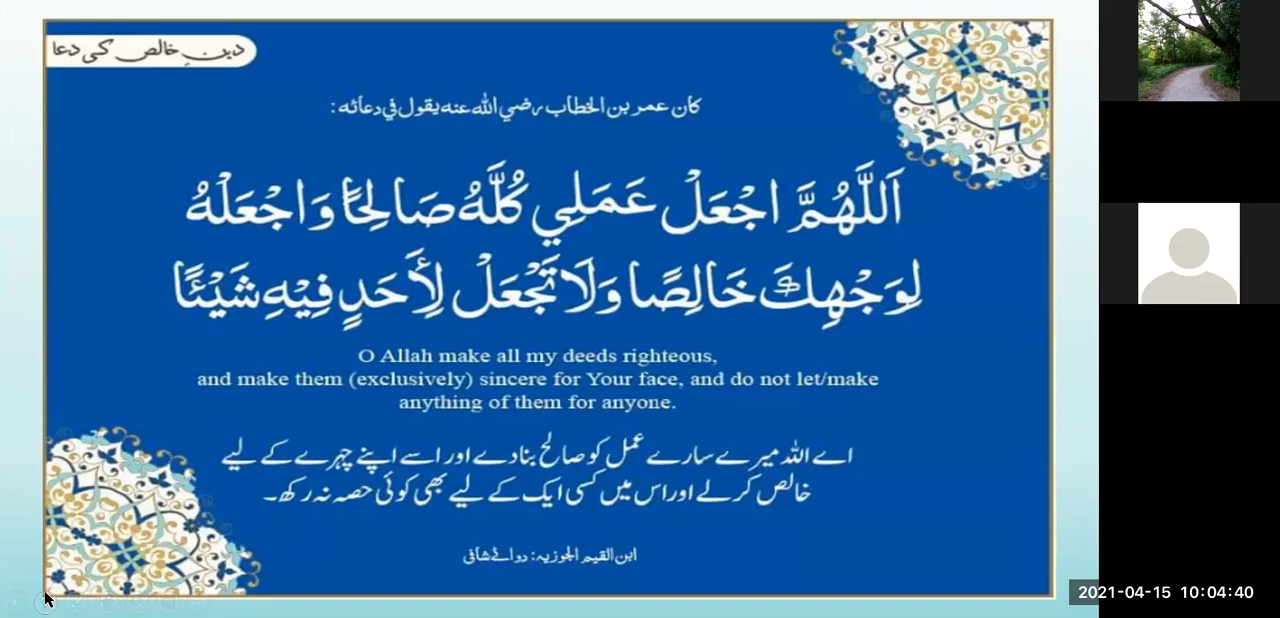 دینِ خالص کی دعا
كان عمر بن الخطاب رضي الله عنه يقول في دعائه :
اَللَّهُمَّ اجْعَلْ عَمَلِي كُلَّهُ صَالِحًا وَاجْعَلْهُ
لِوَجْهِكَ خَالِصًا وَلَا تَجْعَلْ لِأَحَدٍ فِيْهِ شَيْئًا
O Allah make all my deeds righteous,
and make them (exclusively) sincere for Your face, and do not let/make
anything of them for anyone.
اے اللہ میرے سارے عمل کو صالح بنادے اور اسے اپنے چہرے کے لیے
خالص کرلے اور اس میں کسی ایک کے لیے بھی کوئی حصہ نہ رکھ۔
ابن القیم الجوزیہ: دوائے شافی
2021-04-15 10:04:40